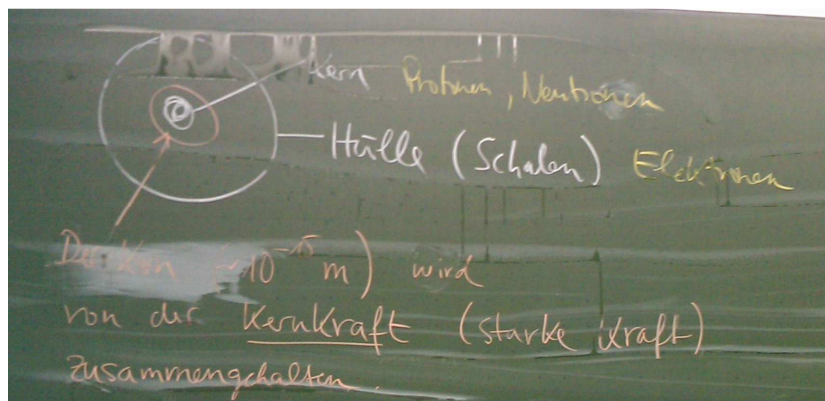 Kern Protonen, Neutronen
Hülle (Schalen) Elektronen
Der Kern (~10⁻¹⁵ m) wird
von der Kernkraft (starke Kraft)
zusammengehalten.